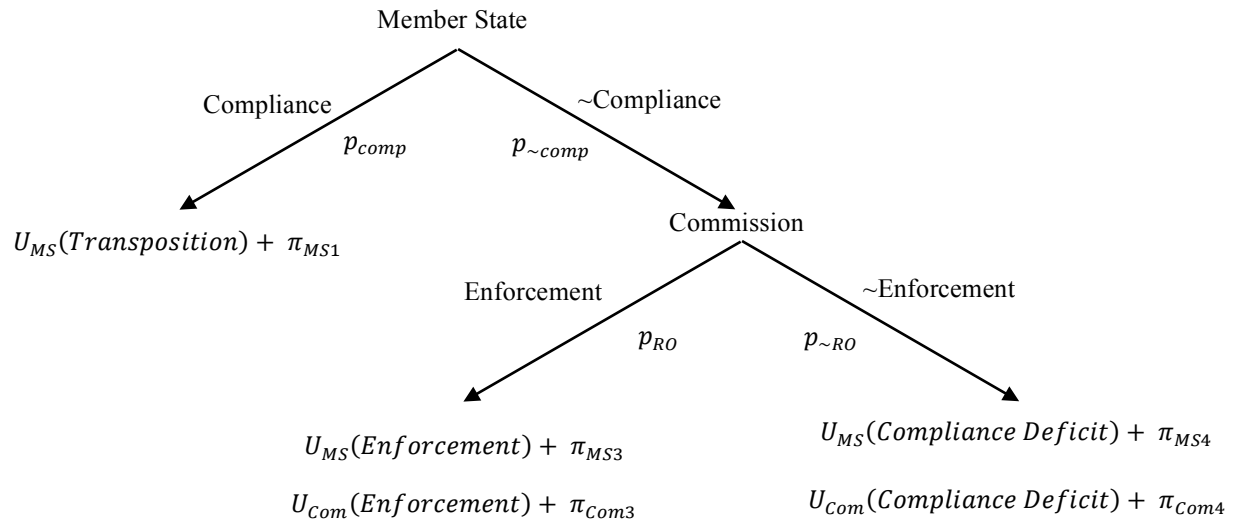 Member State
Compliance
~Compliance
p_comp
p_~comp
Commission
U_MS(Transposition) + π_MS1
Enforcement
~Enforcement
p_RO
p_~RO
U_MS(Enforcement) + π_MS3
U_MS(Compliance Deficit) + π_MS4
U_Com(Enforcement) + π_Com3
U_Com(Compliance Deficit) + π_Com4